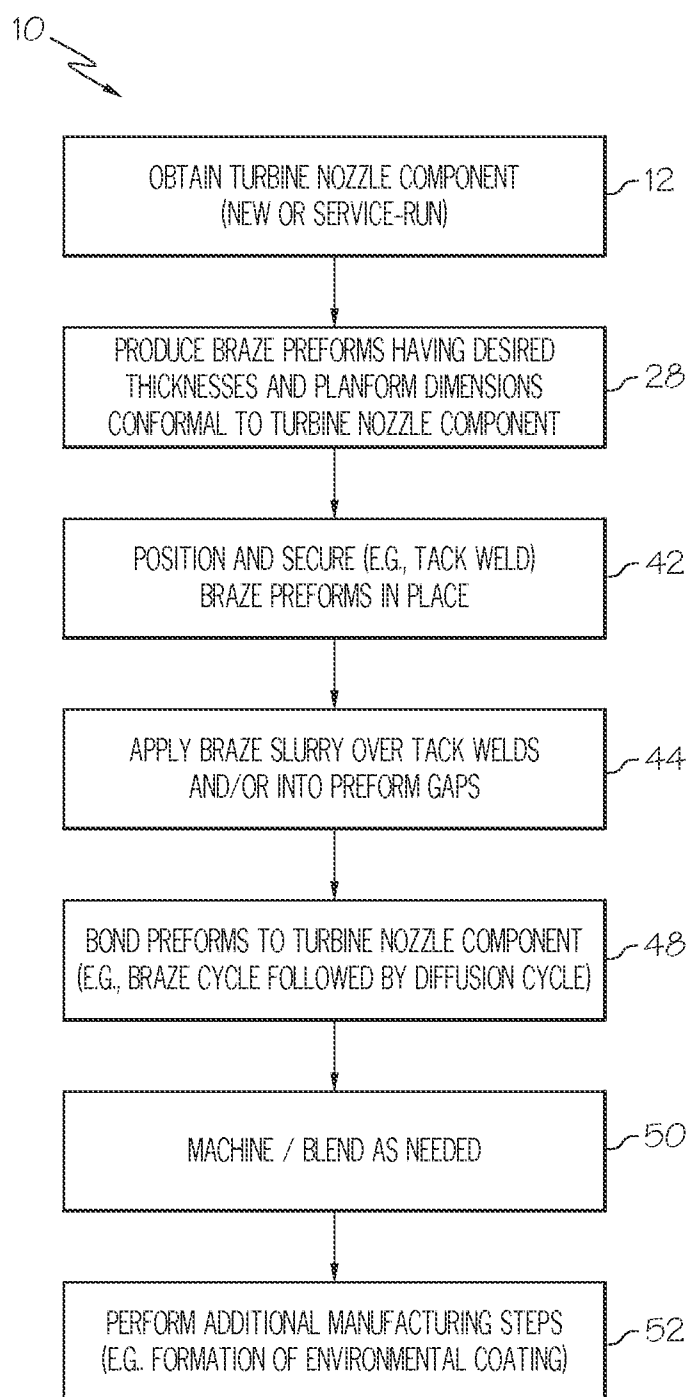 10
OBTAIN TURBINE NOZZLE COMPONENT
(NEW OR SERVICE-RUN)
12
PRODUCE BRAZE PREFORMS HAVING DESIRED
THICKNESSES AND PLANFORM DIMENSIONS
CONFORMAL TO TURBINE NOZZLE COMPONENT
28
POSITION AND SECURE (E.G., TACK WELD)
BRAZE PREFORMS IN PLACE
42
APPLY BRAZE SLURRY OVER TACK WELDS
AND/OR INTO PREFORM GAPS
44
BOND PREFORMS TO TURBINE NOZZLE COMPONENT
(E.G., BRAZE CYCLE FOLLOWED BY DIFFUSION CYCLE)
48
MACHINE / BLEND AS NEEDED
50
PERFORM ADDITIONAL MANUFACTURING STEPS
(E.G. FORMATION OF ENVIRONMENTAL COATING)
52